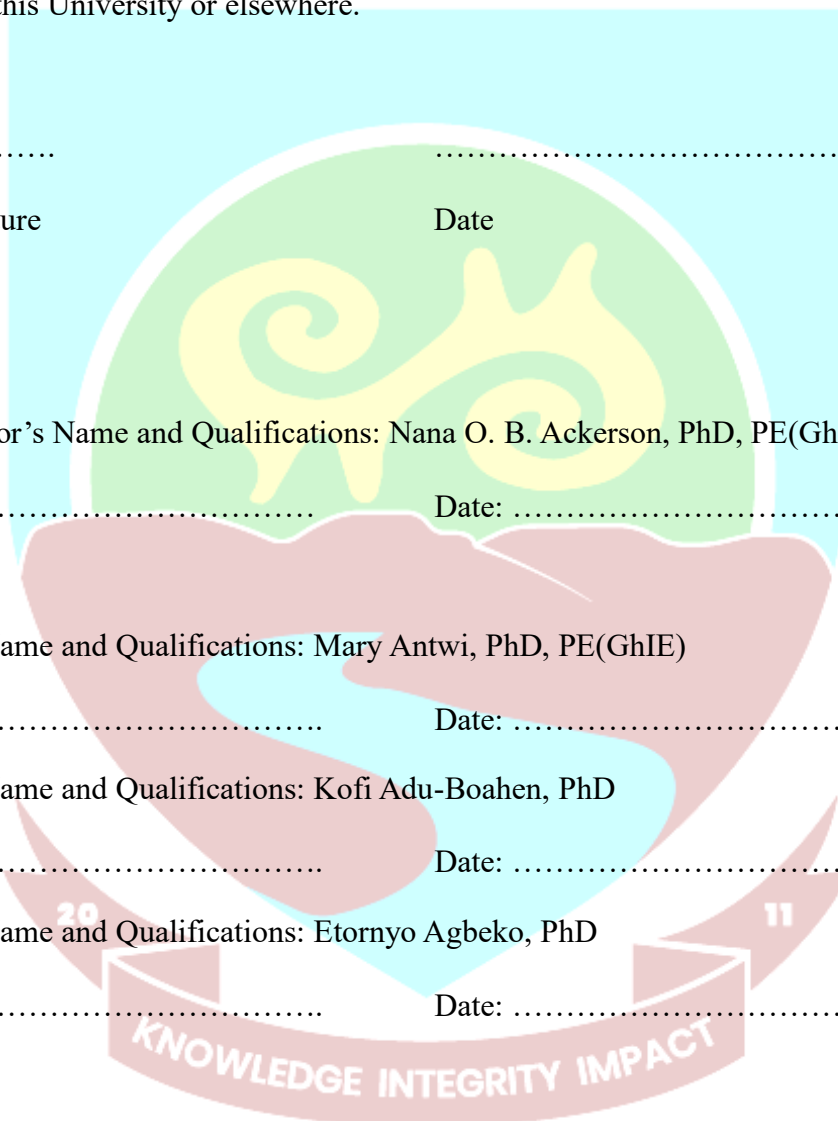 this University or elsewhere.
……. ……………………………………
ure Date
or’s Name and Qualifications: Nana O. B. Ackerson, PhD, PE(Gh
…………………………… Date: ……………………………
ame and Qualifications: Mary Antwi, PhD, PE(GhIE)
……………………………. Date: ……………………………
ame and Qualifications: Kofi Adu-Boahen, PhD
……………………………. Date: ……………………………
20 11
ame and Qualifications: Etornyo Agbeko, PhD
……………………………. Date: ……………………………
KNOWLEDGE INTEGRITY IMPACT